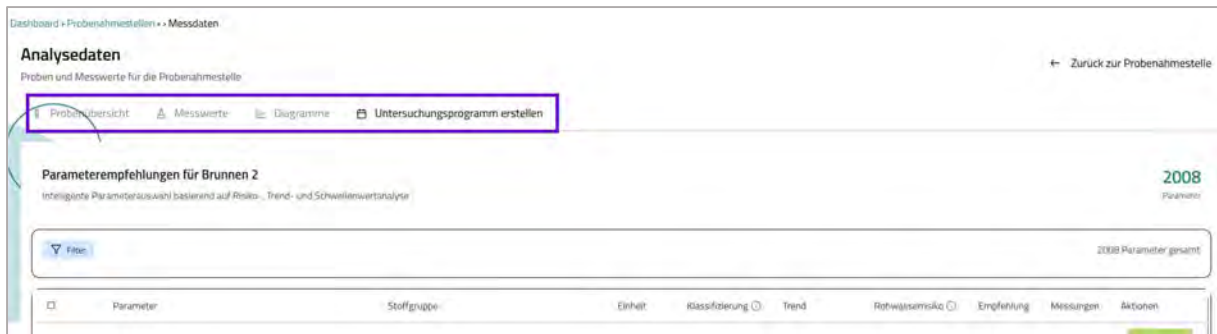 Dashboard › Probenahmestellen › › Messdaten
Analysedaten
← Zurück zur Probenahmestelle
Proben und Messwerte für die Probenahmestelle
Probenübersicht Messwerte Diagramme Untersuchungsprogramm erstellen
Parameterempfehlungen für Brunnen 2
2008
Intelligente Parameterauswahl basierend auf Risiko-, Trend- und Schwellenwertanalyse
Parameter
Filter
2008 Parameter gesamt
Parameter Stoffgruppe Einheit Klassifizierung Trend Rohwasserrisiko Empfehlung Messungen Aktionen